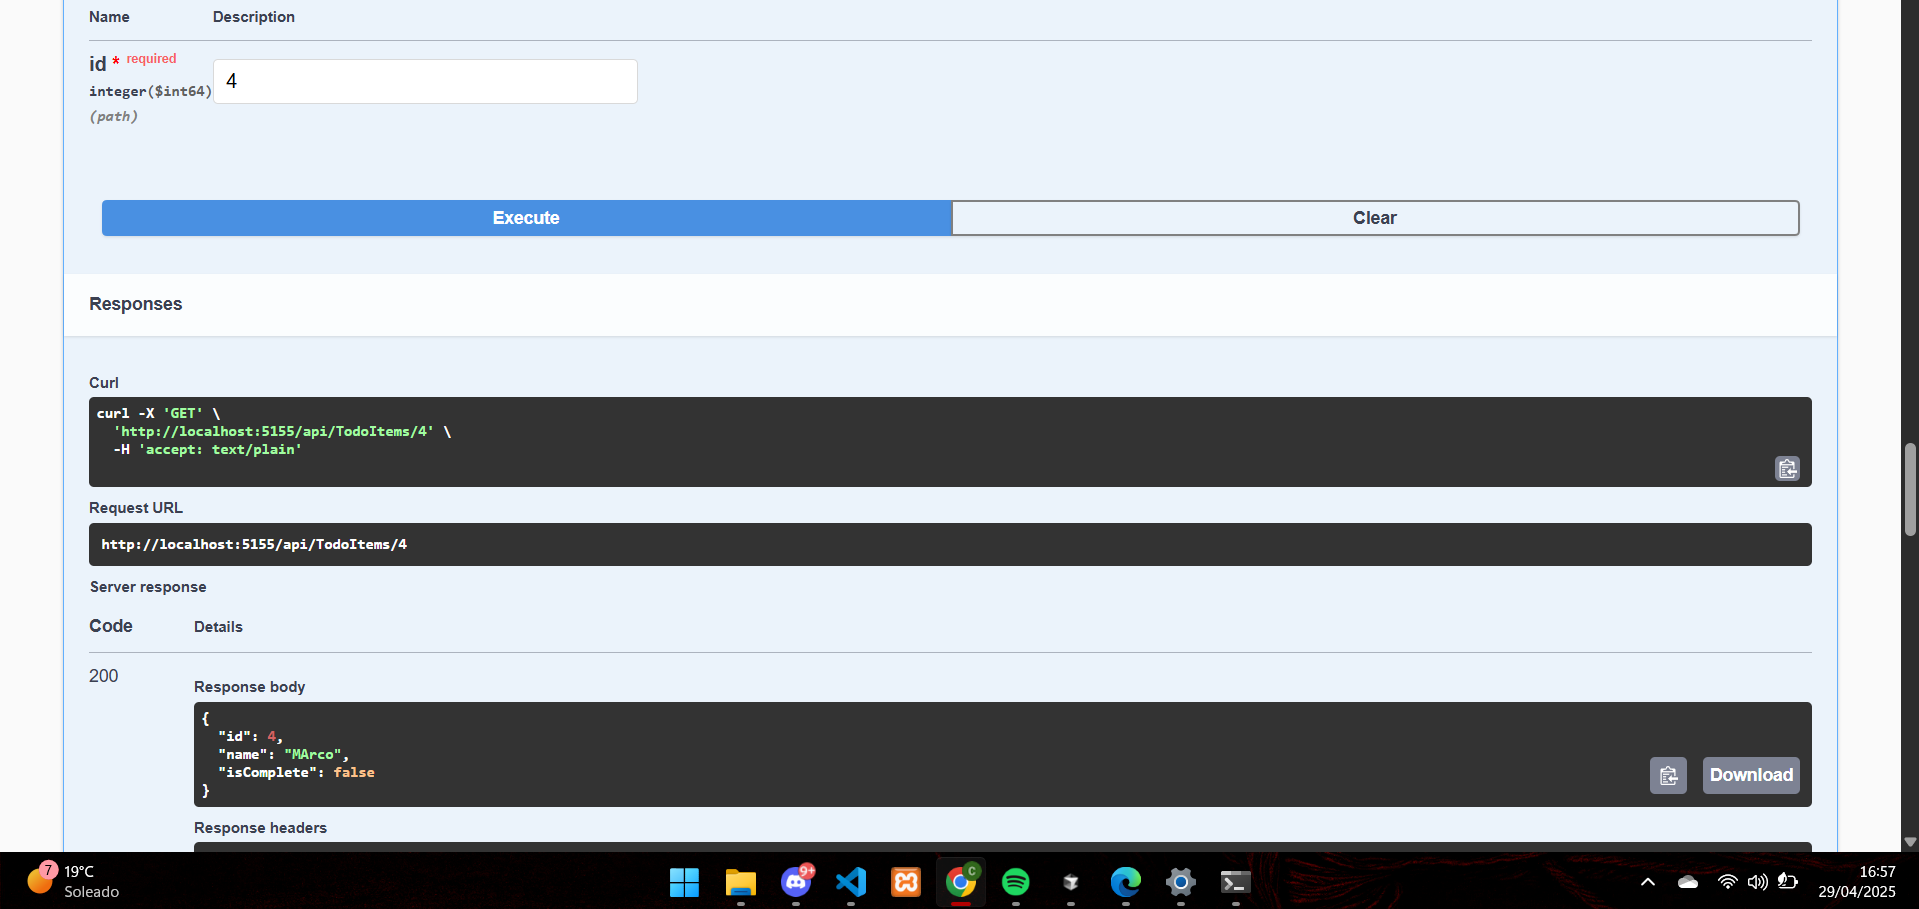 Name Description
id * required
integer($int64)
(path)
4
Execute Clear
Responses
Curl
curl -X 'GET' \
'http://localhost:5155/api/TodoItems/4' \
-H 'accept: text/plain'
Request URL
http://localhost:5155/api/TodoItems/4
Server response
Code Details
200
Response body
{
"id": 4,
"name": "MArco",
"isComplete": false
}
Download
Response headers
7
19°C
Soleado
9+
C
16:57
29/04/2025